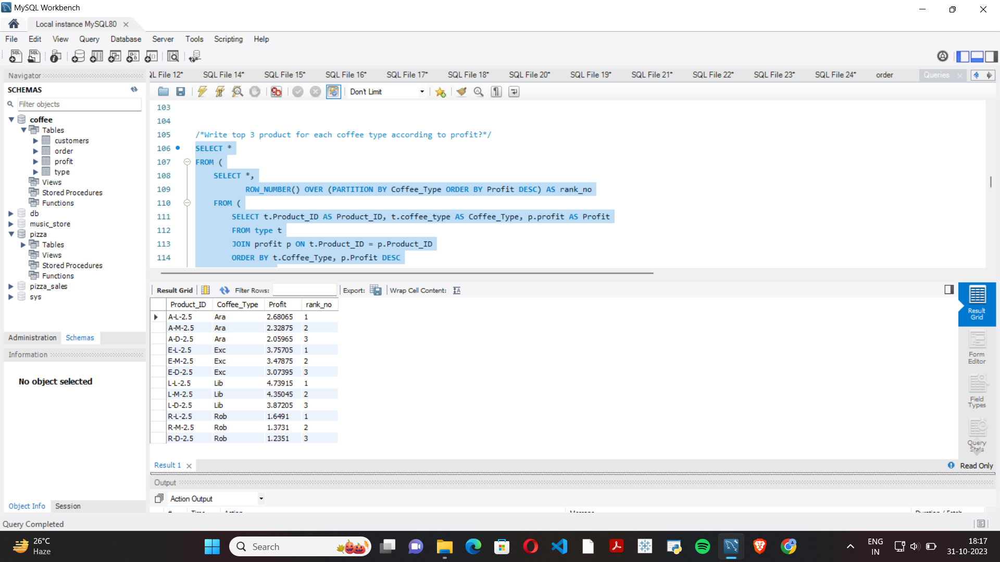 MySQL Workbench
Local instance MySQL80
File Edit View Query Database Server Tools Scripting Help
Navigator
SCHEMAS
Filter objects
coffee
Tables
customers
order
profit
type
Views
Stored Procedures
Functions
db
music_store
pizza
Tables
Views
Stored Procedures
Functions
pizza_sales
sys
Administration Schemas
Information
No object selected
Object Info Session
Query Completed
QL File 12* SQL File 14* SQL File 15* SQL File 16* SQL File 17* SQL File 18* SQL File 20* SQL File 19* SQL File 21* SQL File 22* SQL File 23* SQL File 24* order Queries
Don't Limit
103
104
105 /*Write top 3 product for each coffee type according to profit?*/
106 SELECT *
107 FROM (
108 SELECT *,
109 ROW_NUMBER() OVER (PARTITION BY Coffee_Type ORDER BY Profit DESC) AS rank_no
110 FROM (
111 SELECT t.Product_ID AS Product_ID, t.coffee_type AS Coffee_Type, p.profit AS Profit
112 FROM type t
113 JOIN profit p ON t.Product_ID = p.Product_ID
114 ORDER BY t.Coffee_Type, p.Profit DESC
Result Grid Filter Rows: Export: Wrap Cell Content:
Product_ID Coffee_Type Profit rank_no
A-L-2.5 Ara 2.68065 1
A-M-2.5 Ara 2.32875 2
A-D-2.5 Ara 2.05965 3
E-L-2.5 Exc 3.75705 1
E-M-2.5 Exc 3.47875 2
E-D-2.5 Exc 3.07395 3
L-L-2.5 Lib 4.73915 1
L-M-2.5 Lib 4.35045 2
L-D-2.5 Lib 3.87205 3
R-L-2.5 Rob 1.6491 1
R-M-2.5 Rob 1.3731 2
R-D-2.5 Rob 1.2351 3
Result
Grid
Form
Editor
Field
Types
Query
Stats
Result 1
Read Only
Output
Action Output
# Time Action Message Duration / Fetch
26°C
Haze
Search
ENG
IN
18:17
31-10-2023